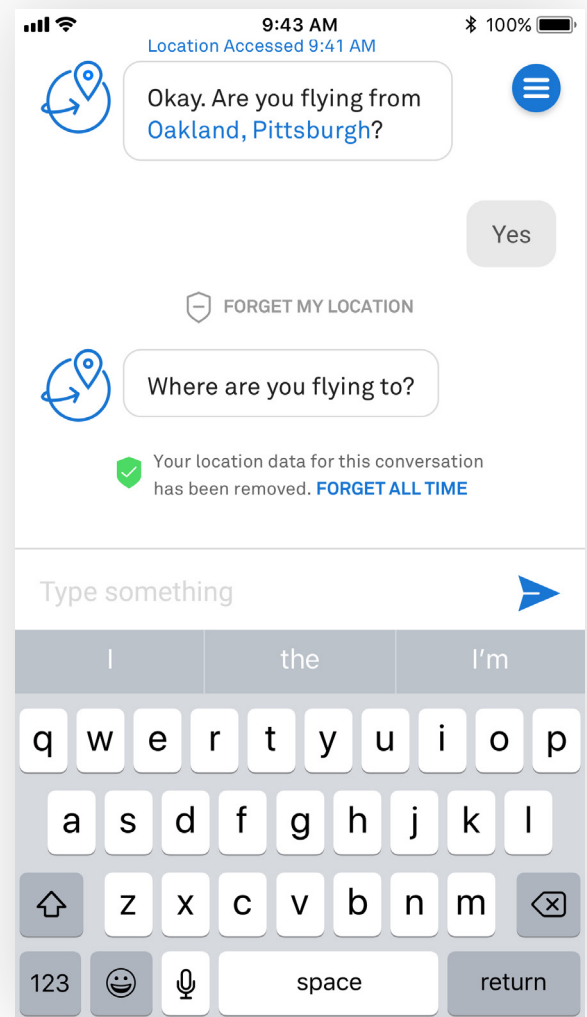 9:43 AM
100%
Location Accessed 9:41 AM
Okay. Are you flying from
Oakland, Pittsburgh?
Yes
FORGET MY LOCATION
Where are you flying to?
Your location data for this conversation
has been removed. FORGET ALL TIME
Type something
I the I'm
q w e r t y u i o p
a s d f g h j k l
z x c v b n m
123 space return